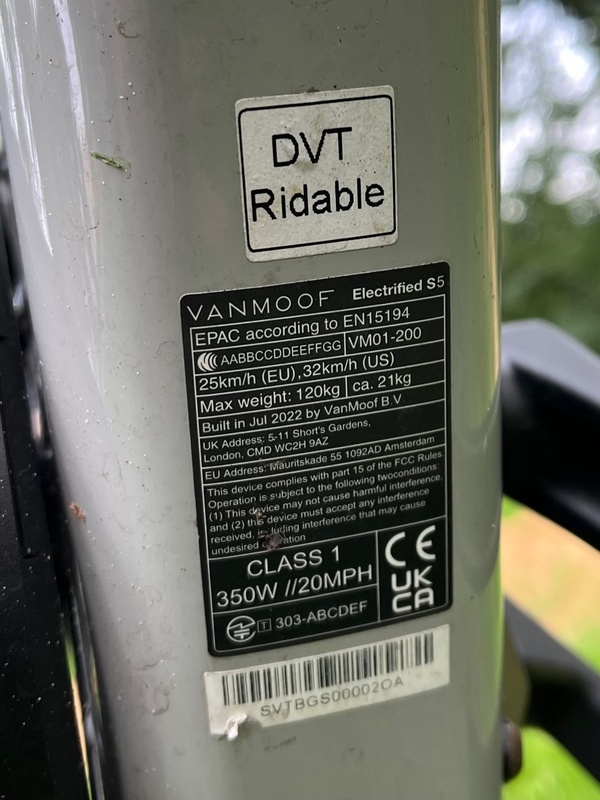 DVT
Ridable
VANMOOF Electrified S5
EPAC according to EN15194
AABBCCDDEEFFGG VM01-200
25km/h (EU),32km/h (US)
Max weight: 120kg ca. 21kg
Built in Jul 2022 by VanMoof B.V
UK Address: 5-11 Short's Gardens,
London, CMD WC2H 9AZ
EU Address: Mauritskade 55 1092AD Amsterdam
This device complies with part 15 of the FCC Rules
Operation is subject to the following twoconditions:
(1) This device may not cause harmful interference,
and (2) this device must accept any interference
received, including interference that may cause
undesired
CLASS 1
350W //20MPH
CE
UK
CA
T 303-ABCDEF
SVTBGS00002OA